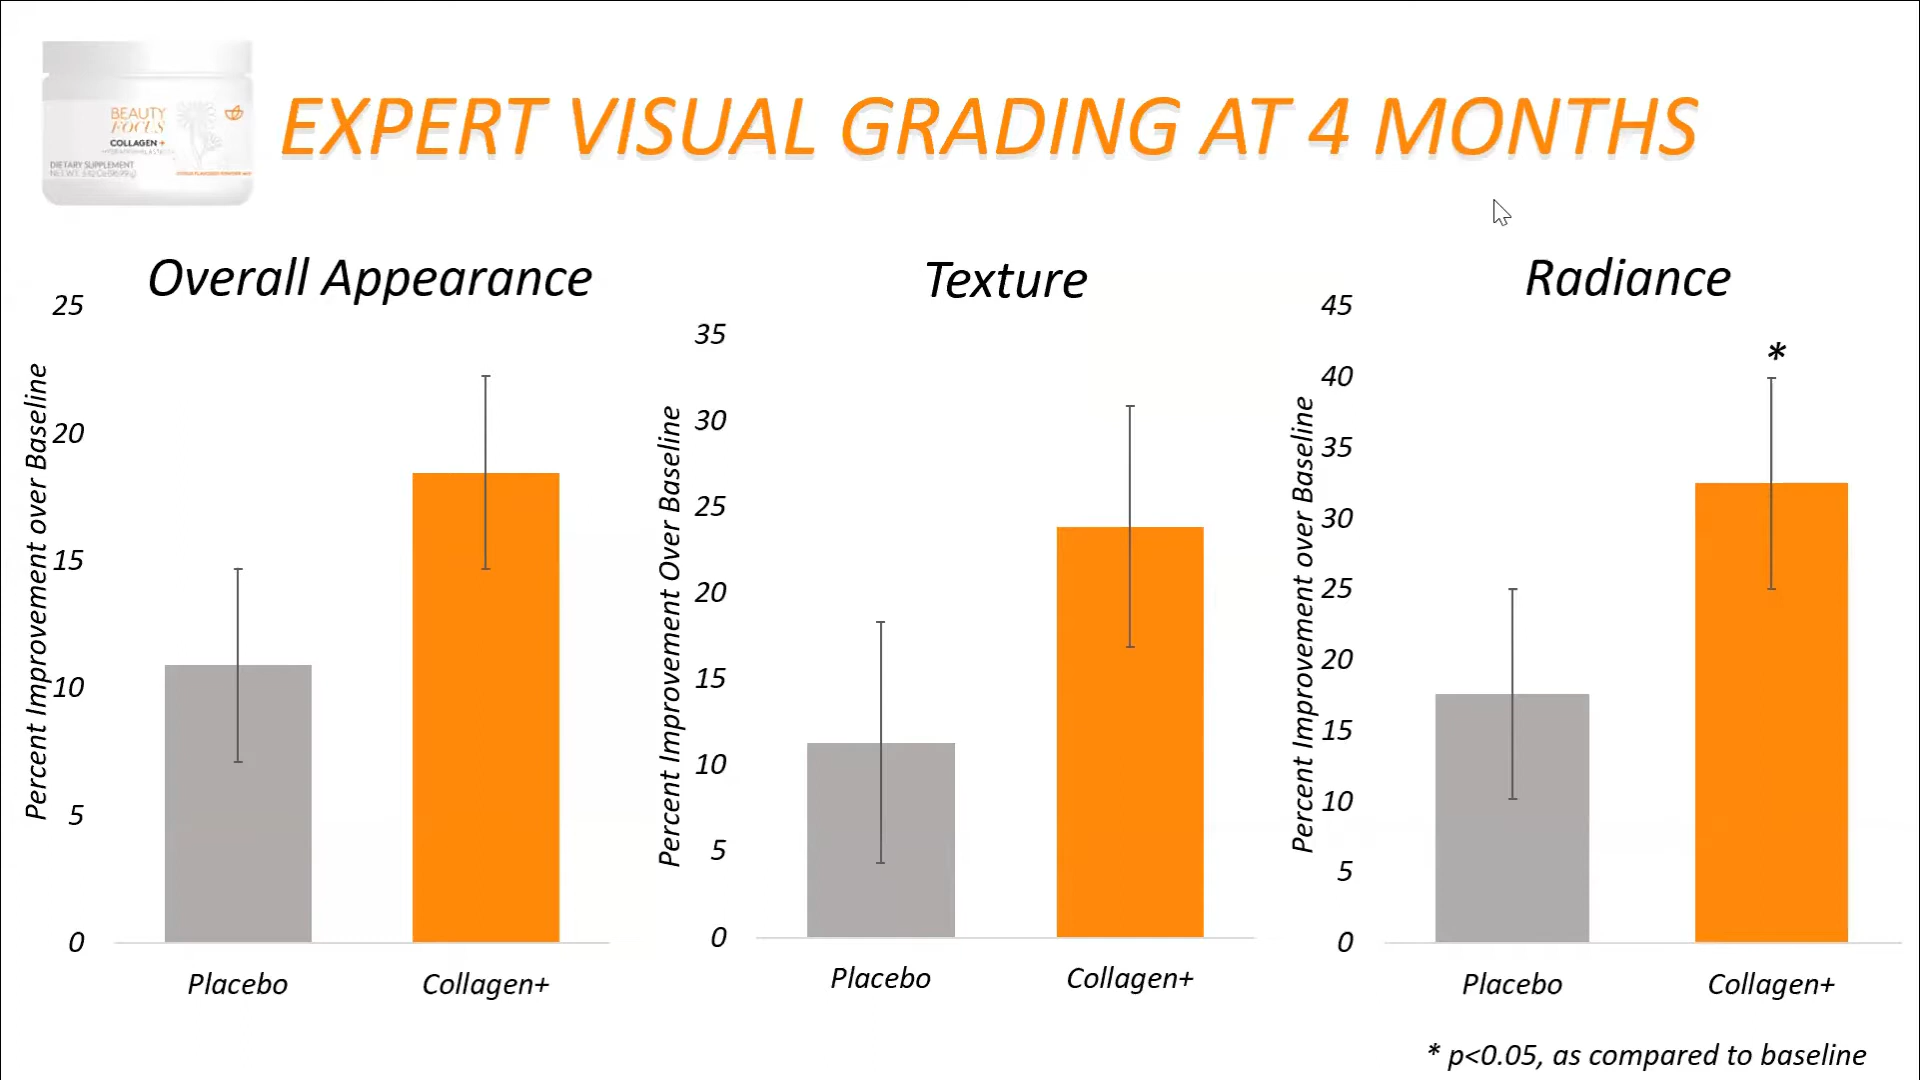 BEAUTY
FOCUS
COLLAGEN +
DIETARY SUPPLEMENT
EXPERT VISUAL GRADING AT 4 MONTHS
Overall Appearance
Percent Improvement over Baseline
25
20
15
10
5
0
Placebo
Collagen+
Texture
Percent Improvement Over Baseline
35
30
25
20
15
10
5
0
Placebo
Collagen+
Radiance
Percent Improvement over Baseline
45
40
35
30
25
20
15
10
5
0
*
Placebo
Collagen+
* p<0.05, as compared to baseline